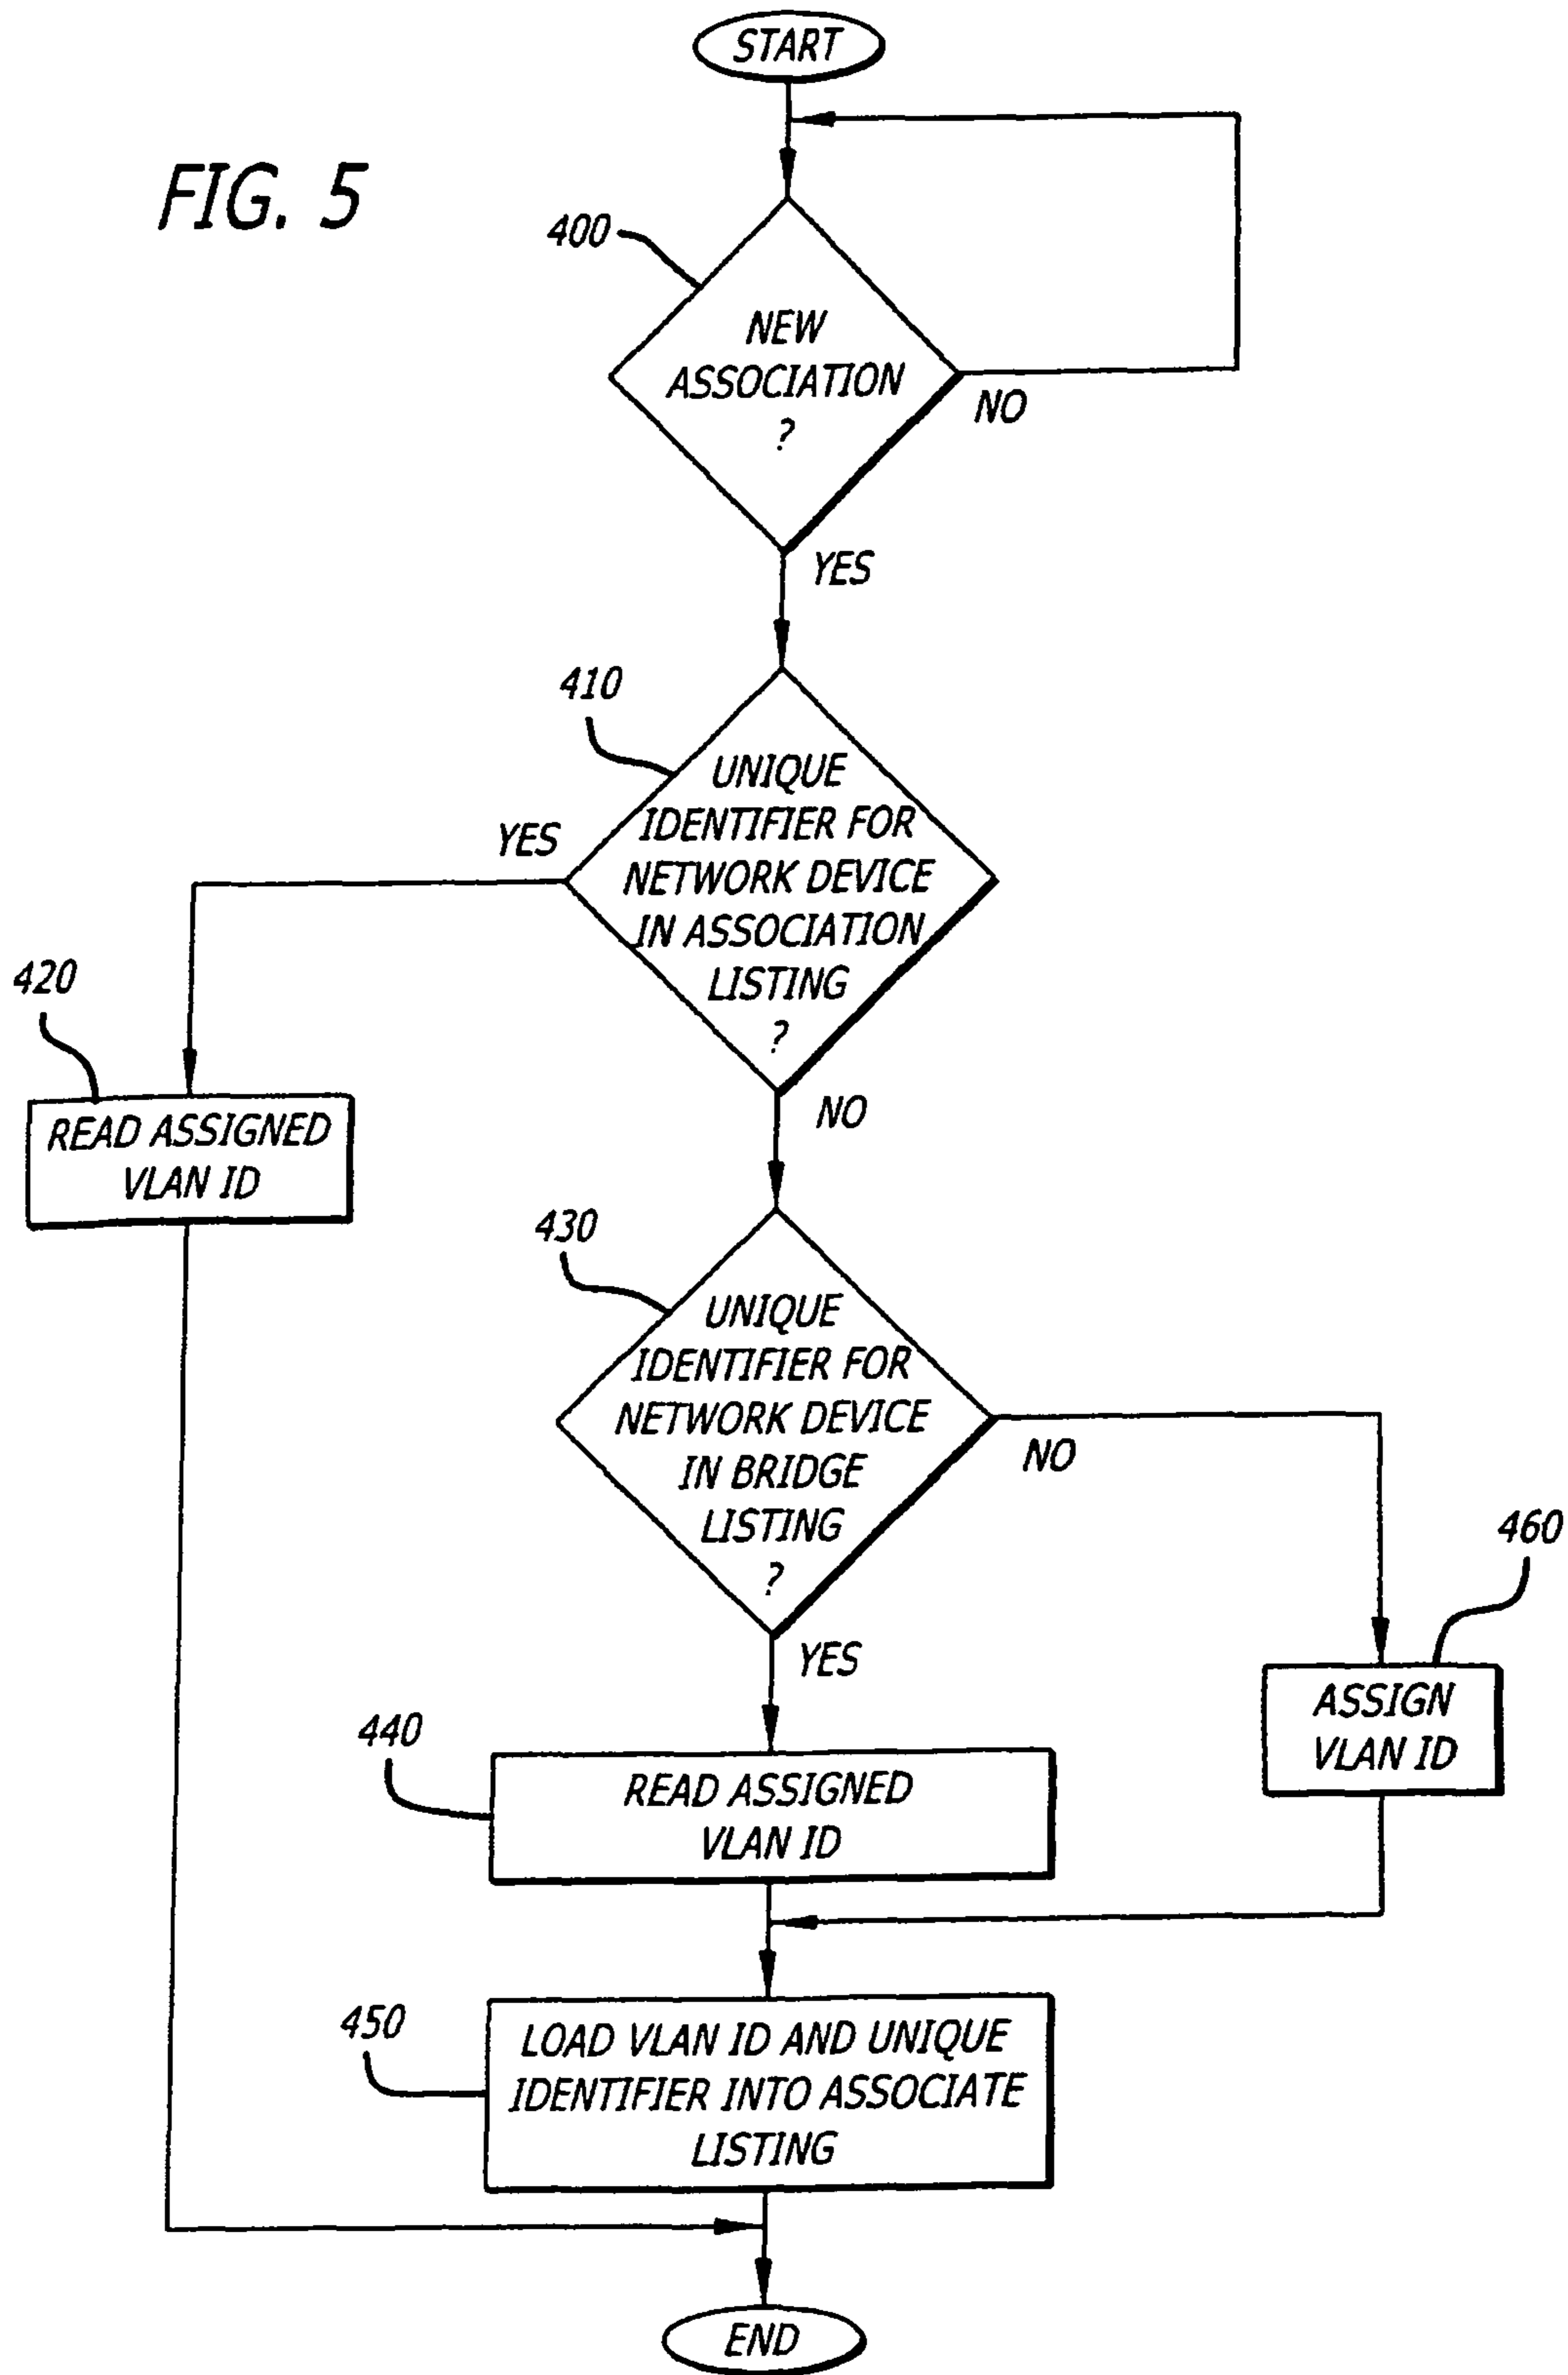 START
FIG. 5
400
NEW
ASSOCIATION
?
NO
YES
410
UNIQUE
IDENTIFIER FOR
NETWORK DEVICE
IN ASSOCIATION
LISTING
?
YES
NO
420
READ ASSIGNED
VLAN ID
430
UNIQUE
IDENTIFIER FOR
NETWORK DEVICE
IN BRIDGE
LISTING
?
NO
YES
460
ASSIGN
VLAN ID
440
READ ASSIGNED
VLAN ID
450
LOAD VLAN ID AND UNIQUE
IDENTIFIER INTO ASSOCIATE
LISTING
END